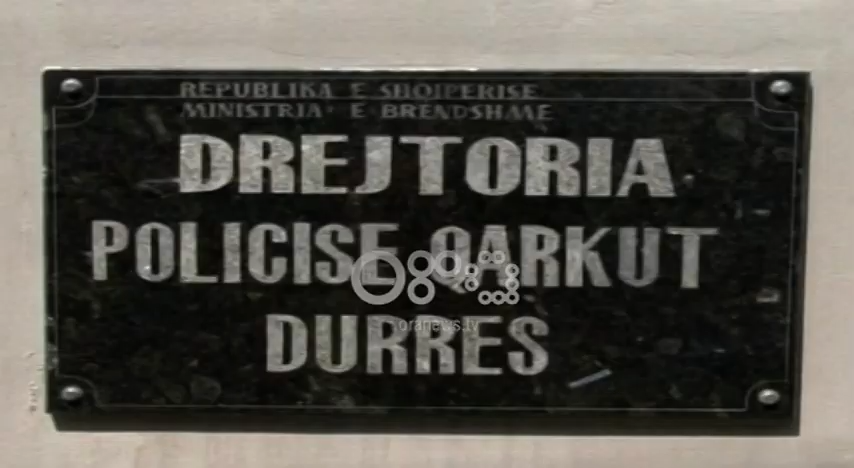 REPUBLIKA E SHQIPERISE
MINISTRIA E BRENDSHME
DREJTORIA
POLICISE QARKUT
oranews.tv
DURRES